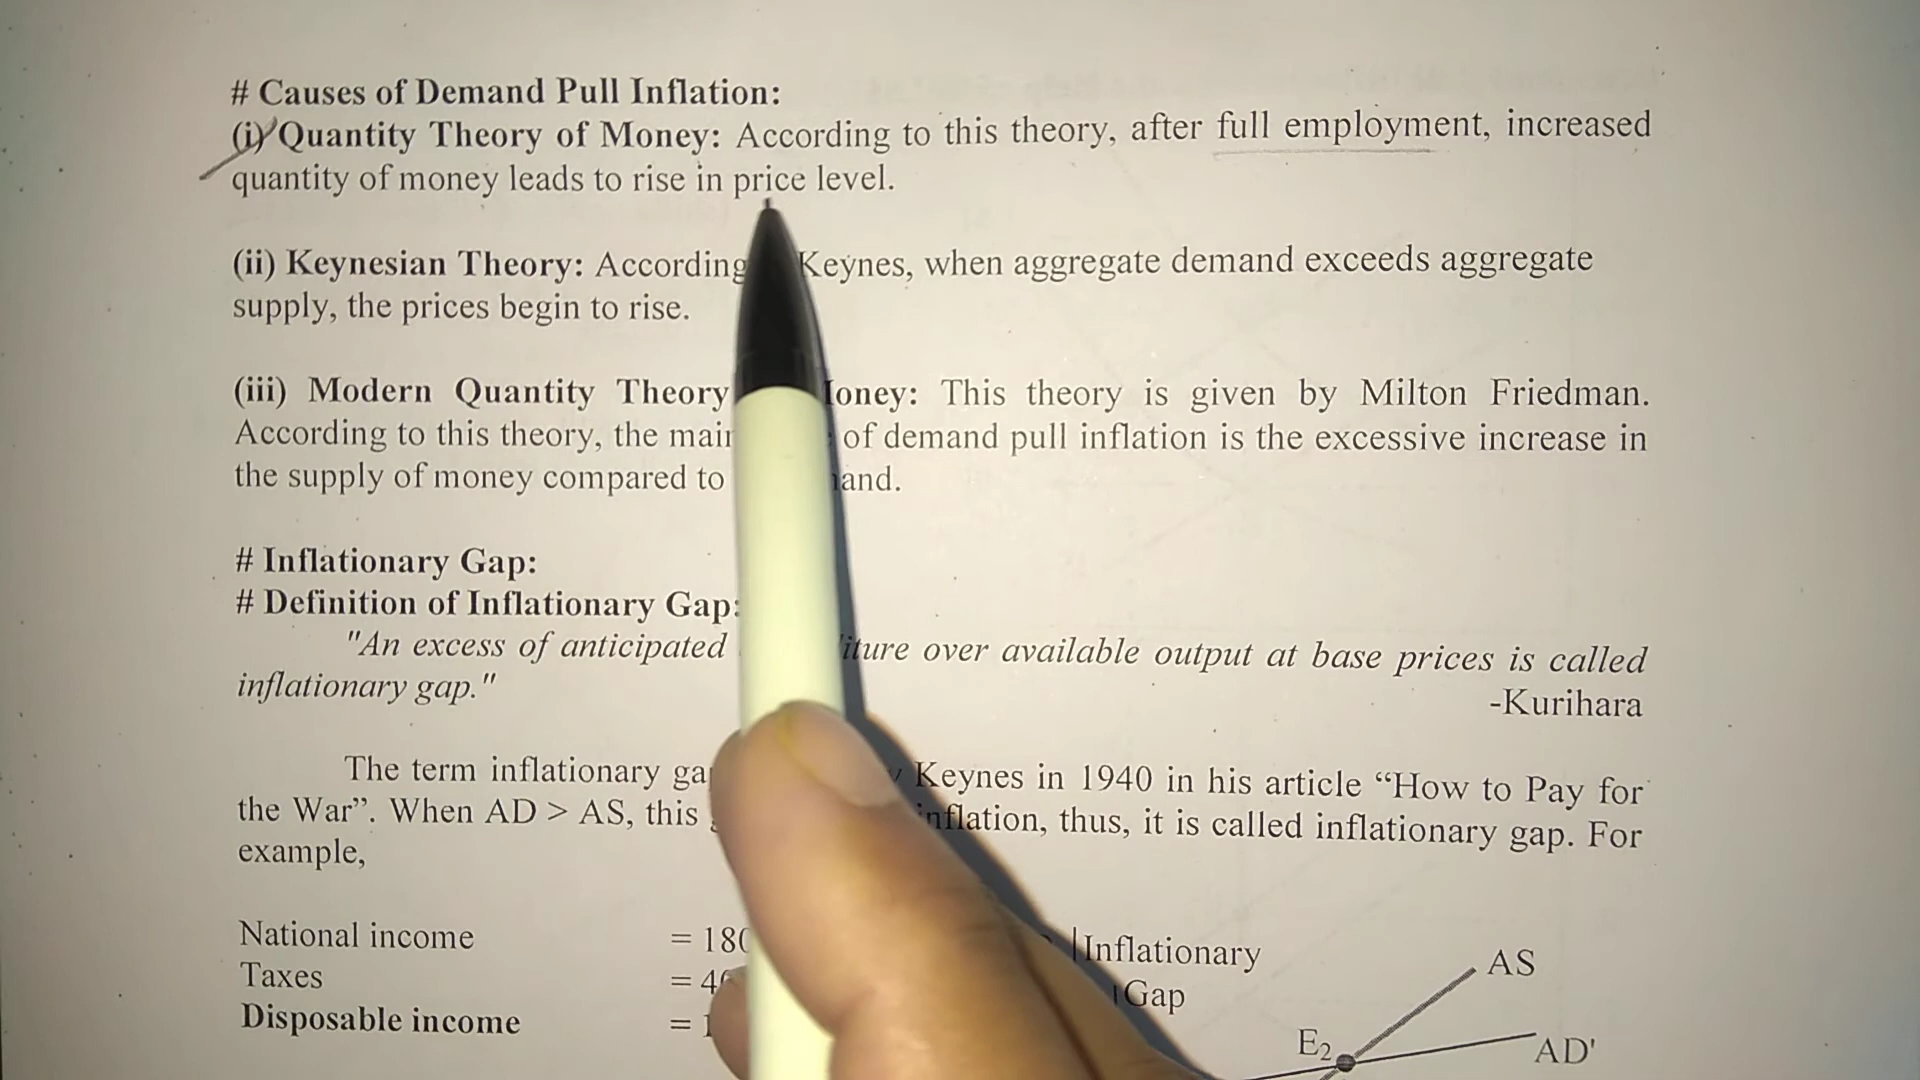 # Causes of Demand Pull Inflation:
(i) Quantity Theory of Money: According to this theory, after full employment, increased
quantity of money leads to rise in price level.
(ii) Keynesian Theory: According Keynes, when aggregate demand exceeds aggregate
supply, the prices begin to rise.
(iii) Modern Quantity Theory Money: This theory is given by Milton Friedman.
According to this theory, the main of demand pull inflation is the excessive increase in
the supply of money compared to
# Inflationary Gap:
# Definition of Inflationary Gap:
"An excess of anticipated over available output at base prices is called
inflationary gap."
-Kurihara
The term inflationary Keynes in 1940 in his article “How to Pay for
the War”. When AD > AS, this inflation, thus, it is called inflationary gap. For
example,
National income =
Taxes =
Disposable income =
Inflationary
Gap
AS
E₂
AD'